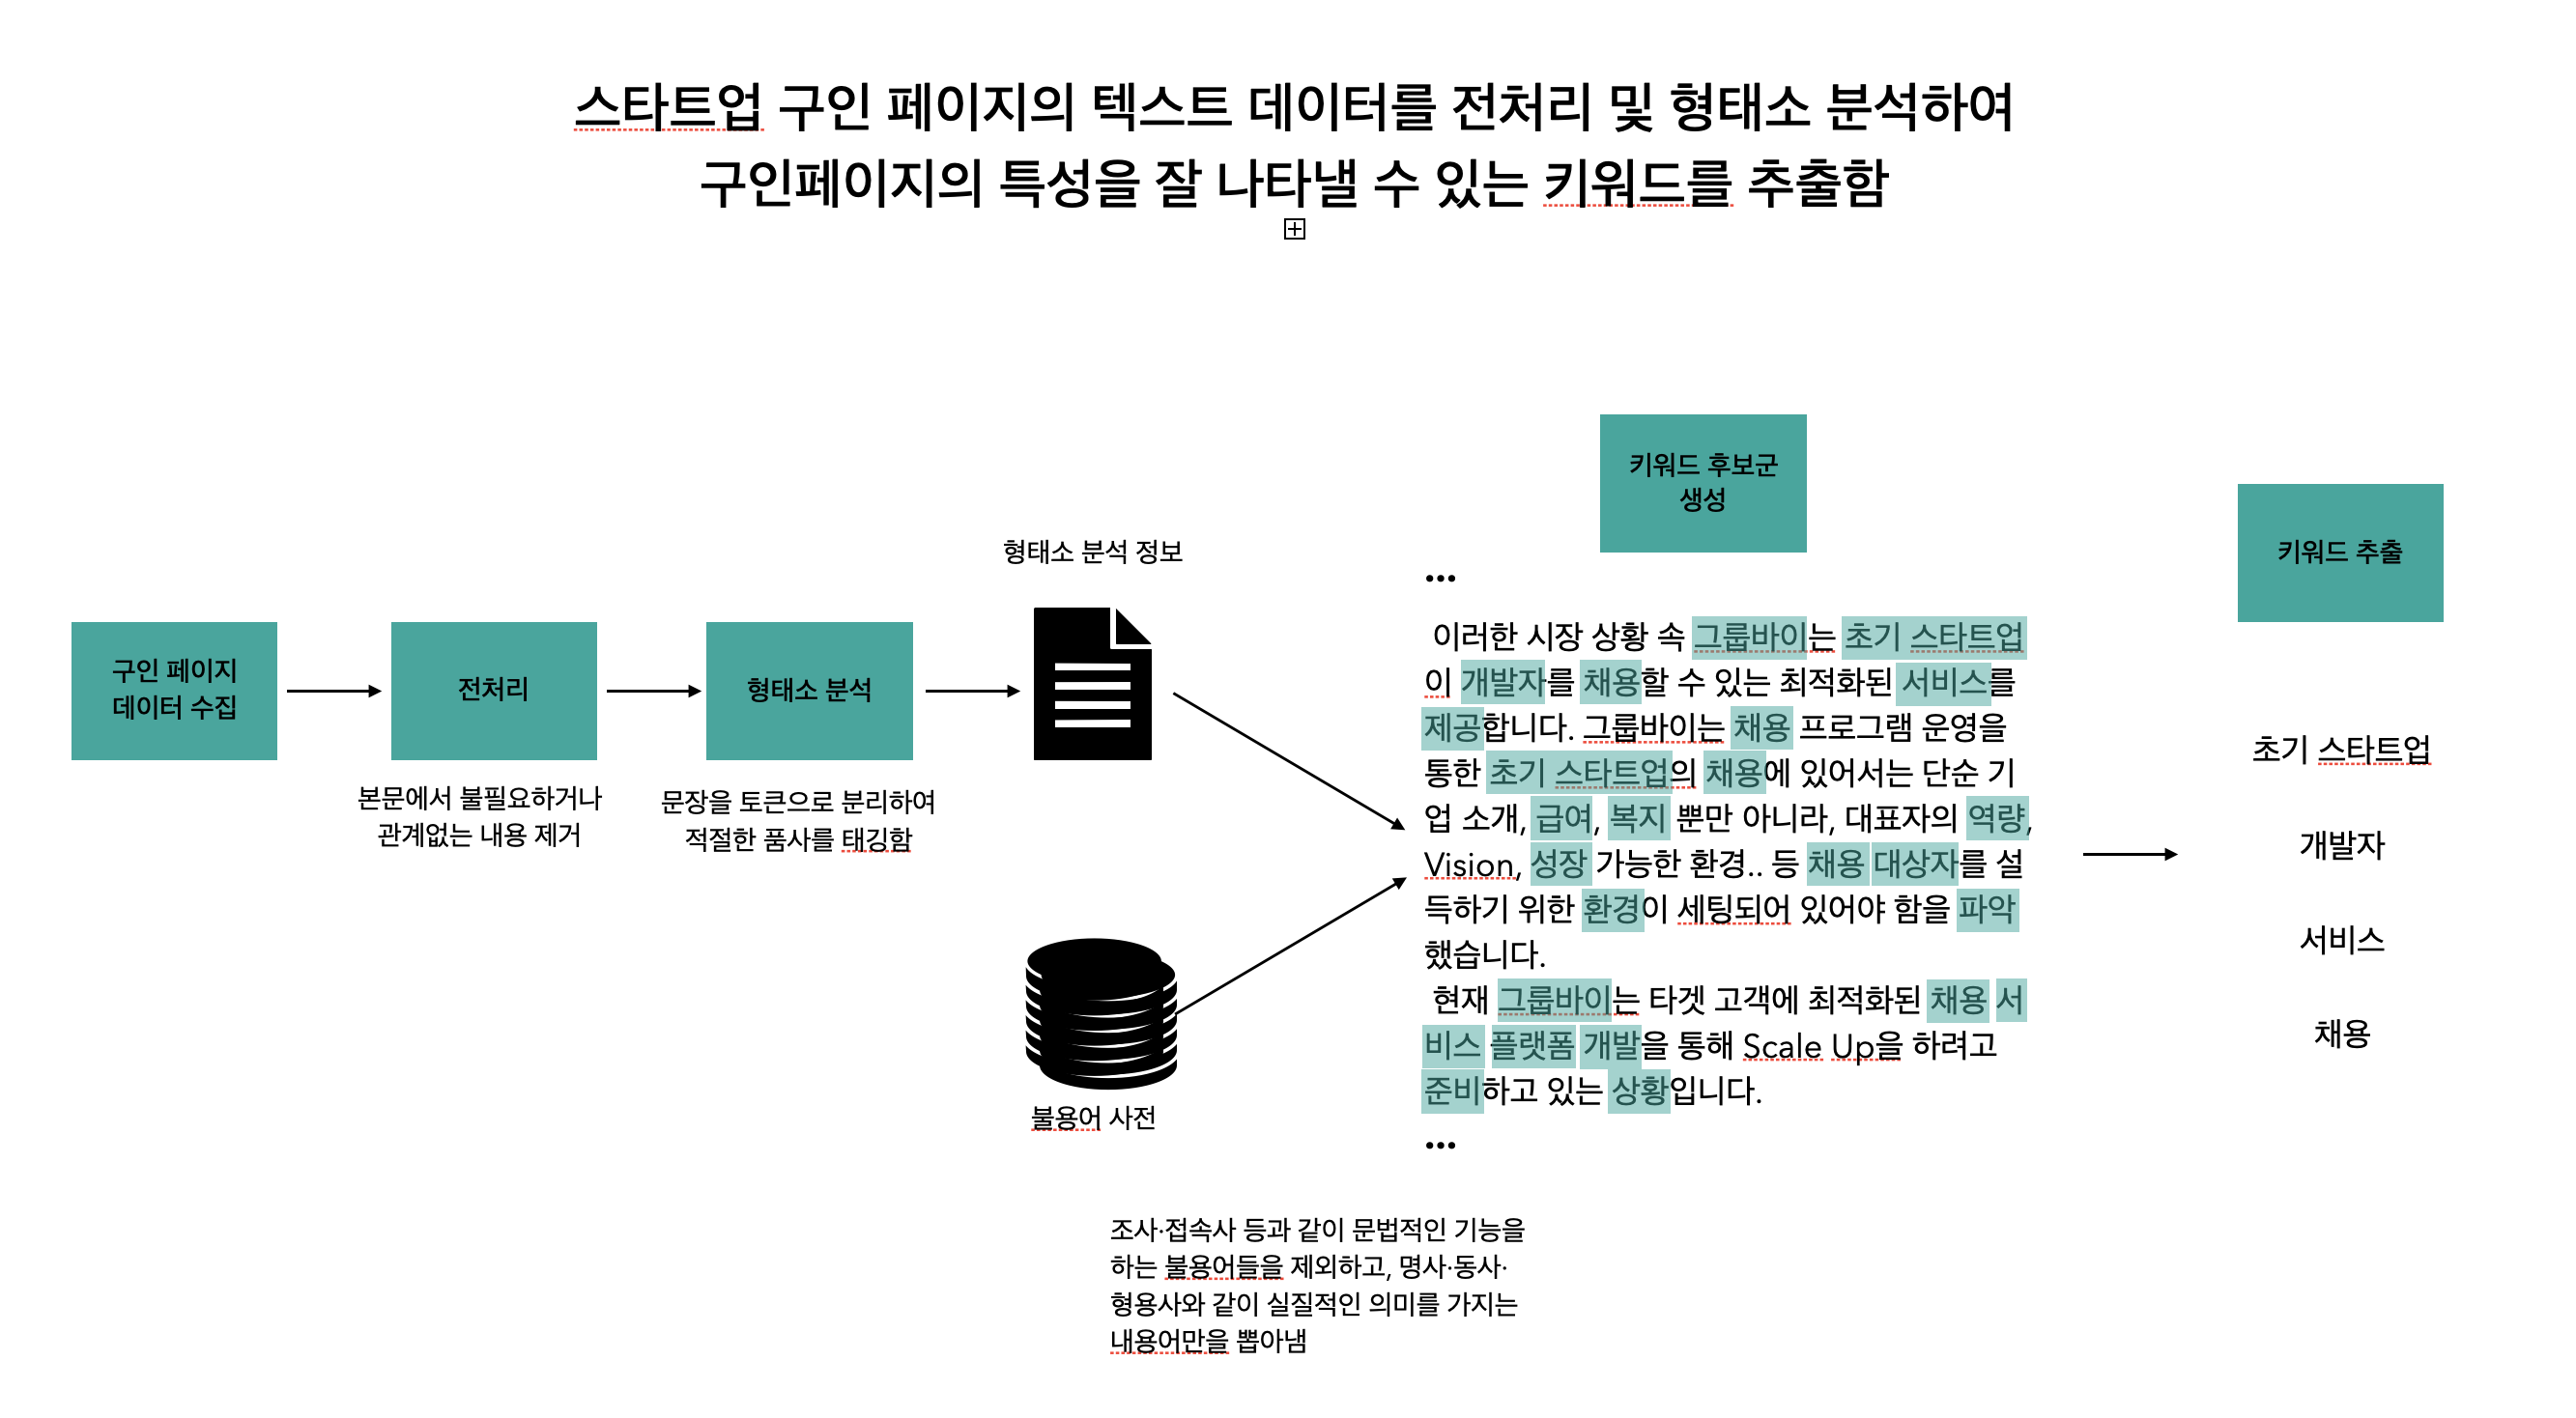 스타트업 구인 페이지의 텍스트 데이터를 전처리 및 형태소 분석하여
구인페이지의 특성을 잘 나타낼 수 있는 키워드를 추출함
구인 페이지
데이터 수집
전처리
본문에서 불필요하거나
관계없는 내용 제거
형태소 분석
문장을 토큰으로 분리하여
적절한 품사를 태깅함
형태소 분석 정보
불용어 사전
키워드 후보군
생성
...
이러한 시장 상황 속 그룹바이는 초기 스타트업
이 개발자를 채용할 수 있는 최적화된 서비스를
제공합니다. 그룹바이는 채용 프로그램 운영을
통한 초기 스타트업의 채용에 있어서는 단순 기
업 소개, 급여, 복지 뿐만 아니라, 대표자의 역량,
Vision, 성장 가능한 환경.. 등 채용 대상자를 설
득하기 위한 환경이 세팅되어 있어야 함을 파악
했습니다.
현재 그룹바이는 타겟 고객에 최적화된 채용 서
비스 플랫폼 개발을 통해 Scale Up을 하려고
준비하고 있는 상황입니다.
...
조사·접속사 등과 같이 문법적인 기능을
하는 불용어들을 제외하고, 명사·동사·
형용사와 같이 실질적인 의미를 가지는
내용어만을 뽑아냄
키워드 추출
초기 스타트업
개발자
서비스
채용